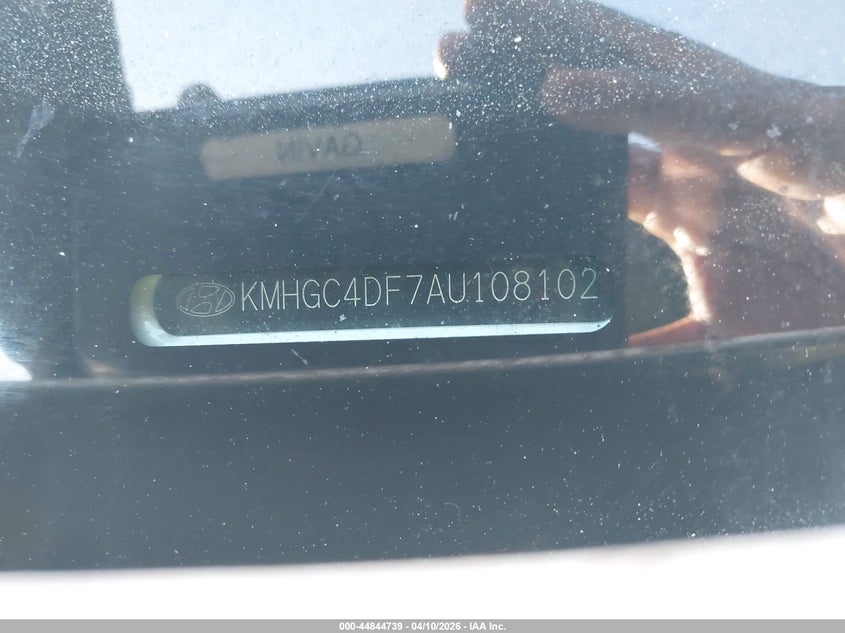 GAVIN
KMHGC4DF7AU108102
000-44844739 - 04/10/2026 - IAA Inc.